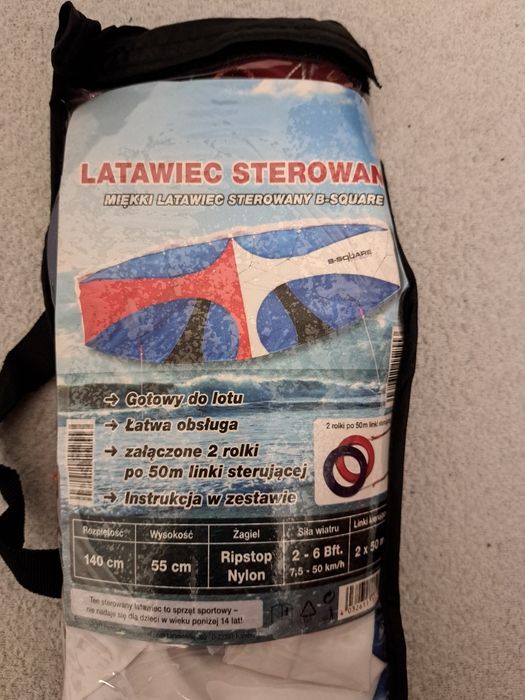 LATAWIEC STEROWAN
MIĘKKI LATAWIEC STEROWANY B-SQUARE
B-SQUARE
→ Gotowy do lotu
→ Łatwa obsługa
→ załączone 2 rolki
po 50m linki sterującej
→ Instrukcja w zestawie
2 rolki po 50m linki sterującej
Rozpiętość Wysokość Żagiel Siła wiatru Linki
140 cm 55 cm Ripstop Nylon 2 - 6 Bft. 7,5 - 50 km/h 2 x 50 m
Ten sterowany latawiec to sprzęt sportowy –
nie nadaje się dla dzieci w wieku poniżej 14 lat!